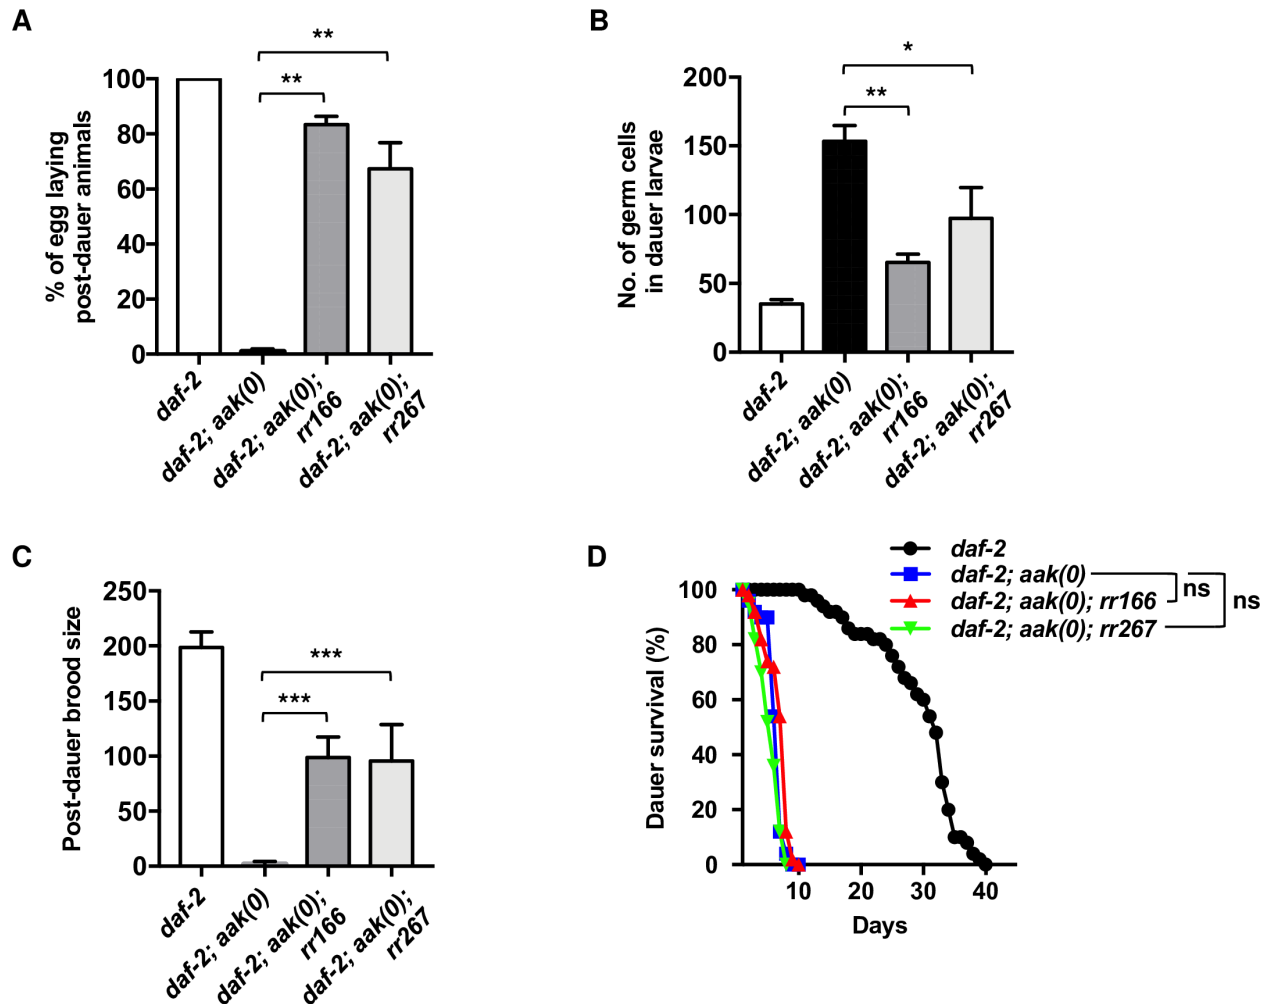 A
**
**
100
80
60
40
20
0
% of egg laying
post-dauer animals
daf-2
daf-2; aak(0)
daf-2; aak(0);
rr166
daf-2; aak(0);
rr267
B
*
**
200
150
100
50
0
No. of germ cells
in dauer larvae
daf-2
daf-2; aak(0)
daf-2; aak(0);
rr166
daf-2; aak(0);
rr267
C
***
***
250
200
150
100
50
0
Post-dauer brood size
daf-2
daf-2; aak(0)
daf-2; aak(0);
rr166
daf-2; aak(0);
rr267
D
daf-2
daf-2; aak(0)
daf-2; aak(0); rr166
daf-2; aak(0); rr267
ns
ns
100
80
60
40
20
0
Dauer survival (%)
10 20 30 40
Days